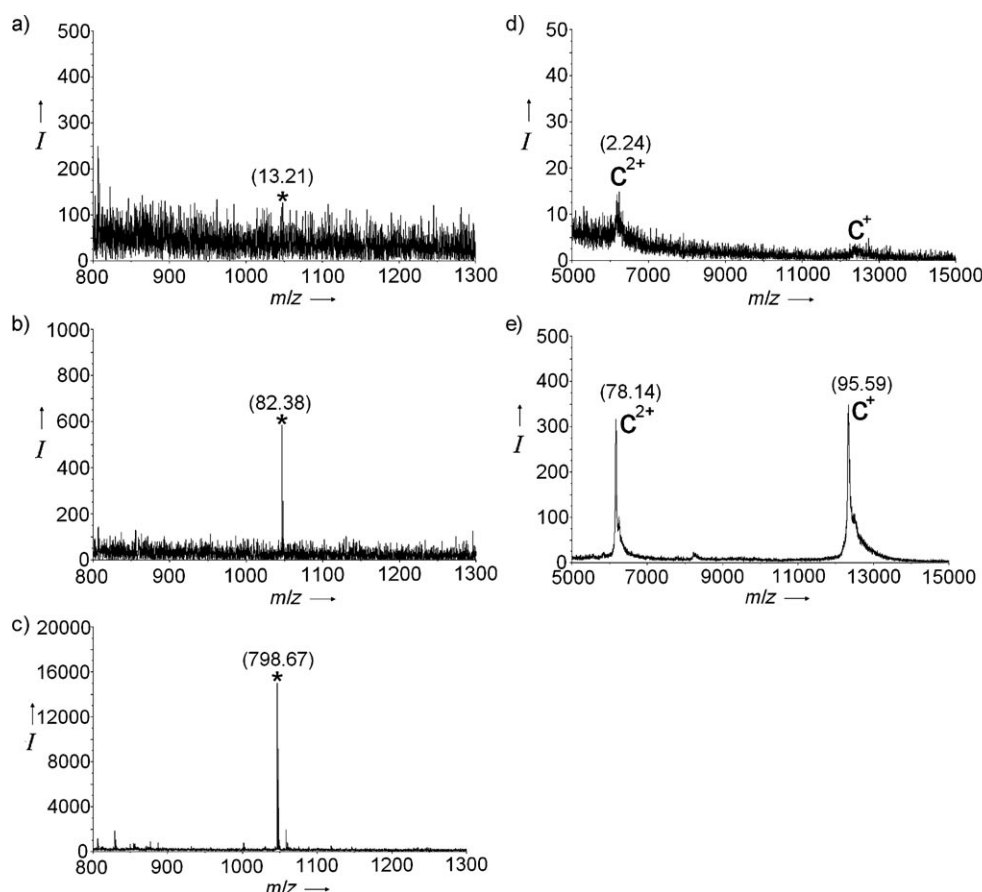 a)
500
400
300
200
100
0
I →
(13.21)
*
800 900 1000 1100 1200 1300
m/z →
b)
1000
800
600
400
200
0
I →
(82.38)
*
800 900 1000 1100 1200 1300
m/z →
c)
20000
16000
12000
8000
4000
0
I →
(798.67)
*
800 900 1000 1100 1200 1300
m/z →
d)
50
40
30
20
10
0
I →
(2.24)
C²⁺
C⁺
5000 7000 9000 11000 13000 15000
m/z →
e)
500
400
300
200
100
0
I →
(78.14)
C²⁺
(95.59)
C⁺
5000 7000 9000 11000 13000 15000
m/z →